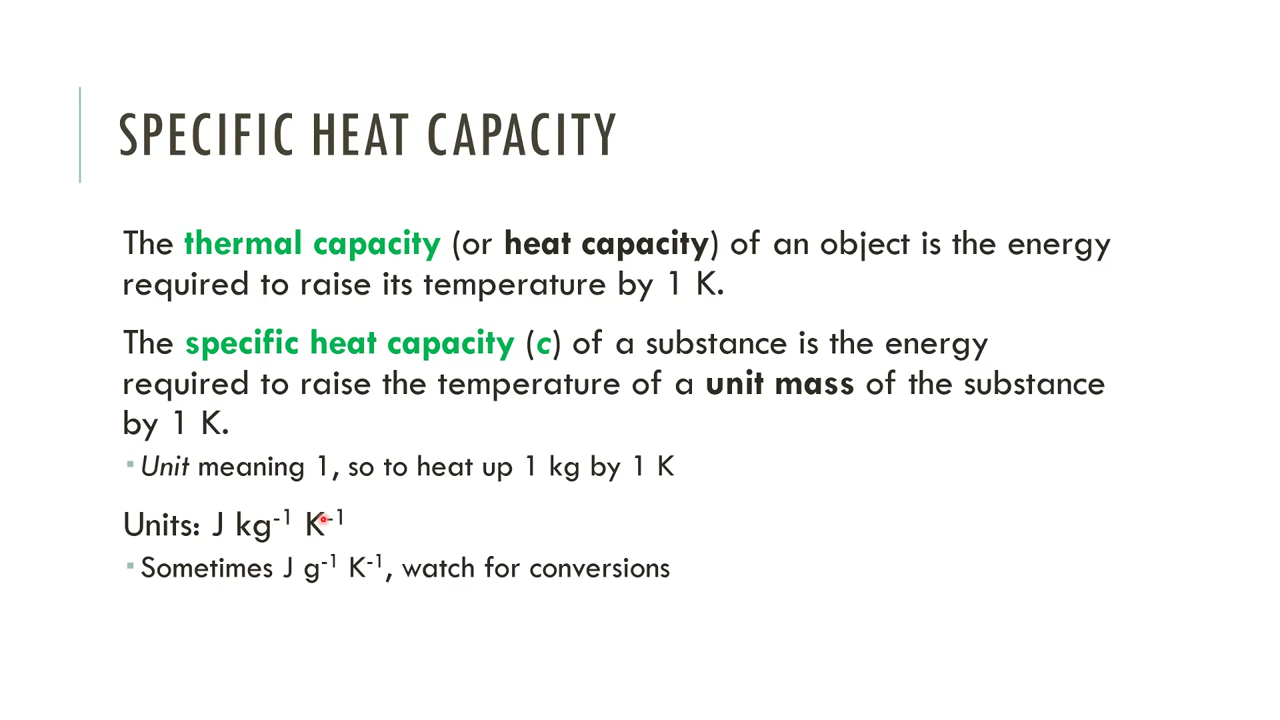 SPECIFIC HEAT CAPACITY
The thermal capacity (or heat capacity) of an object is the energy
required to raise its temperature by 1 K.
The specific heat capacity (c) of a substance is the energy
required to raise the temperature of a unit mass of the substance
by 1 K.
▪ Unit meaning 1, so to heat up 1 kg by 1 K
Units: J kg⁻¹ K⁻¹
▪ Sometimes J g⁻¹ K⁻¹, watch for conversions